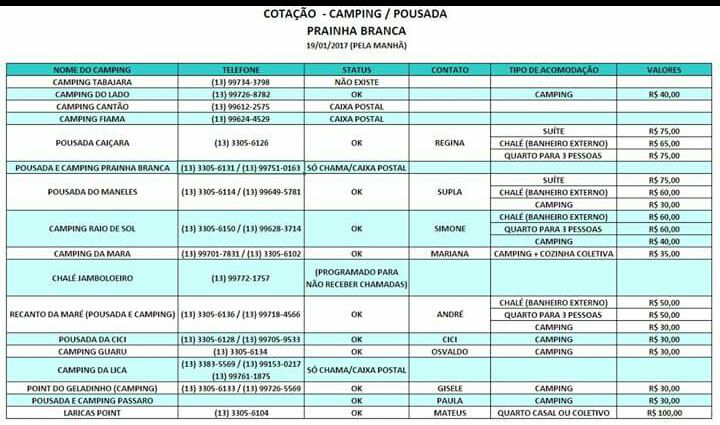 COTAÇÃO - CAMPING / POUSADA
PRAINHA BRANCA
19/01/2017 (PELA MANHÃ)
NOME DO CAMPING TELEFONE STATUS CONTATO TIPO DE ACOMODAÇÃO VALORES
CAMPING TABAJARA (13) 99734-3798 NÃO EXISTE
CAMPING DO LADO (13) 99726-8782 OK CAMPING R$ 40,00
CAMPING CANTÃO (13) 99612-2575 CAIXA POSTAL
CAMPING FIAMA (13) 99624-4529 CAIXA POSTAL
POUSADA CAIÇARA (13) 3305-6126 OK REGINA SUÍTE R$ 75,00
CHALÉ (BANHEIRO EXTERNO) R$ 65,00
QUARTO PARA 3 PESSOAS R$ 75,00
POUSADA E CAMPING PRAINHA BRANCA (13) 3305-6131 / (13) 99751-0163 SÓ CHAMA/CAIXA POSTAL
POUSADA DO MANELES (13) 3305-6114 / (13) 99649-5781 OK SUPLA SUÍTE R$ 75,00
CHALÉ (BANHEIRO EXTERNO) R$ 60,00
CAMPING R$ 30,00
CAMPING RAIO DE SOL (13) 3305-6150 / (13) 99628-3714 OK SIMONE CHALÉ (BANHEIRO EXTERNO) R$ 60,00
QUARTO PARA 3 PESSOAS R$ 60,00
CAMPING R$ 40,00
CAMPING DA MARA (13) 99701-7831 / (13) 3305-6102 OK MARIANA CAMPING + COZINHA COLETIVA R$ 35,00
CHALÉ JAMBOLOEIRO (13) 99772-1757 (PROGRAMADO PARA
NÃO RECEBER CHAMADAS)
RECANTO DA MARÉ (POUSADA E CAMPING) (13) 3305-6136 / (13) 99718-4566 OK ANDRÉ CHALÉ (BANHEIRO EXTERNO) R$ 50,00
QUARTO PARA 3 PESSOAS R$ 50,00
CAMPING R$ 30,00
POUSADA DA CICI (13) 3305-6128 / (13) 99705-9533 OK CICI CAMPING R$ 30,00
CAMPING GUARU (13) 3305-6134 OK OSVALDO CAMPING R$ 30,00
CAMPING DA LICA (13) 3383-5569 / (13) 99153-0217 SÓ CHAMA/CAIXA POSTAL
(13) 99761-1875
POINT DO GELADINHO (CAMPING) (13) 3305-6133 / (13) 99726-5569 OK GISELE CAMPING R$ 30,00
POUSADA E CAMPING PASSARO OK PAULA CAMPING R$ 30,00
LARICAS POINT (13) 3305-6104 OK MATEUS QUARTO CASAL OU COLETIVO R$ 100,00